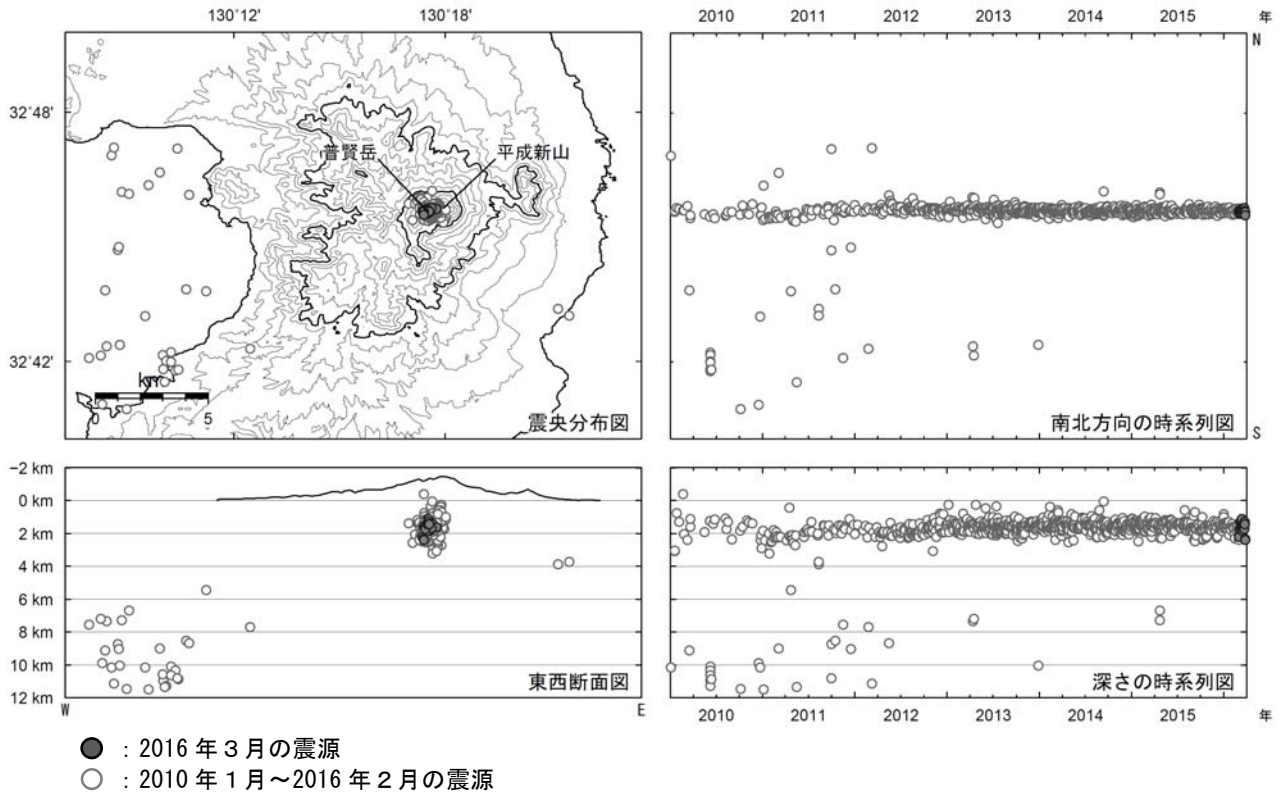 130°12′ 130°18′
2010 2011 2012 2013 2014 2015 年
N
32°48′
普賢岳
平成新山
32°42′
km
0 5
震央分布図
南北方向の時系列図
S
-2 km
0 km
2 km
4 km
6 km
8 km
10 km
12 km
東西断面図
深さの時系列図
W E
2010 2011 2012 2013 2014 2015 年
：2016 年３月の震源
：2010 年１月～2016 年２月の震源